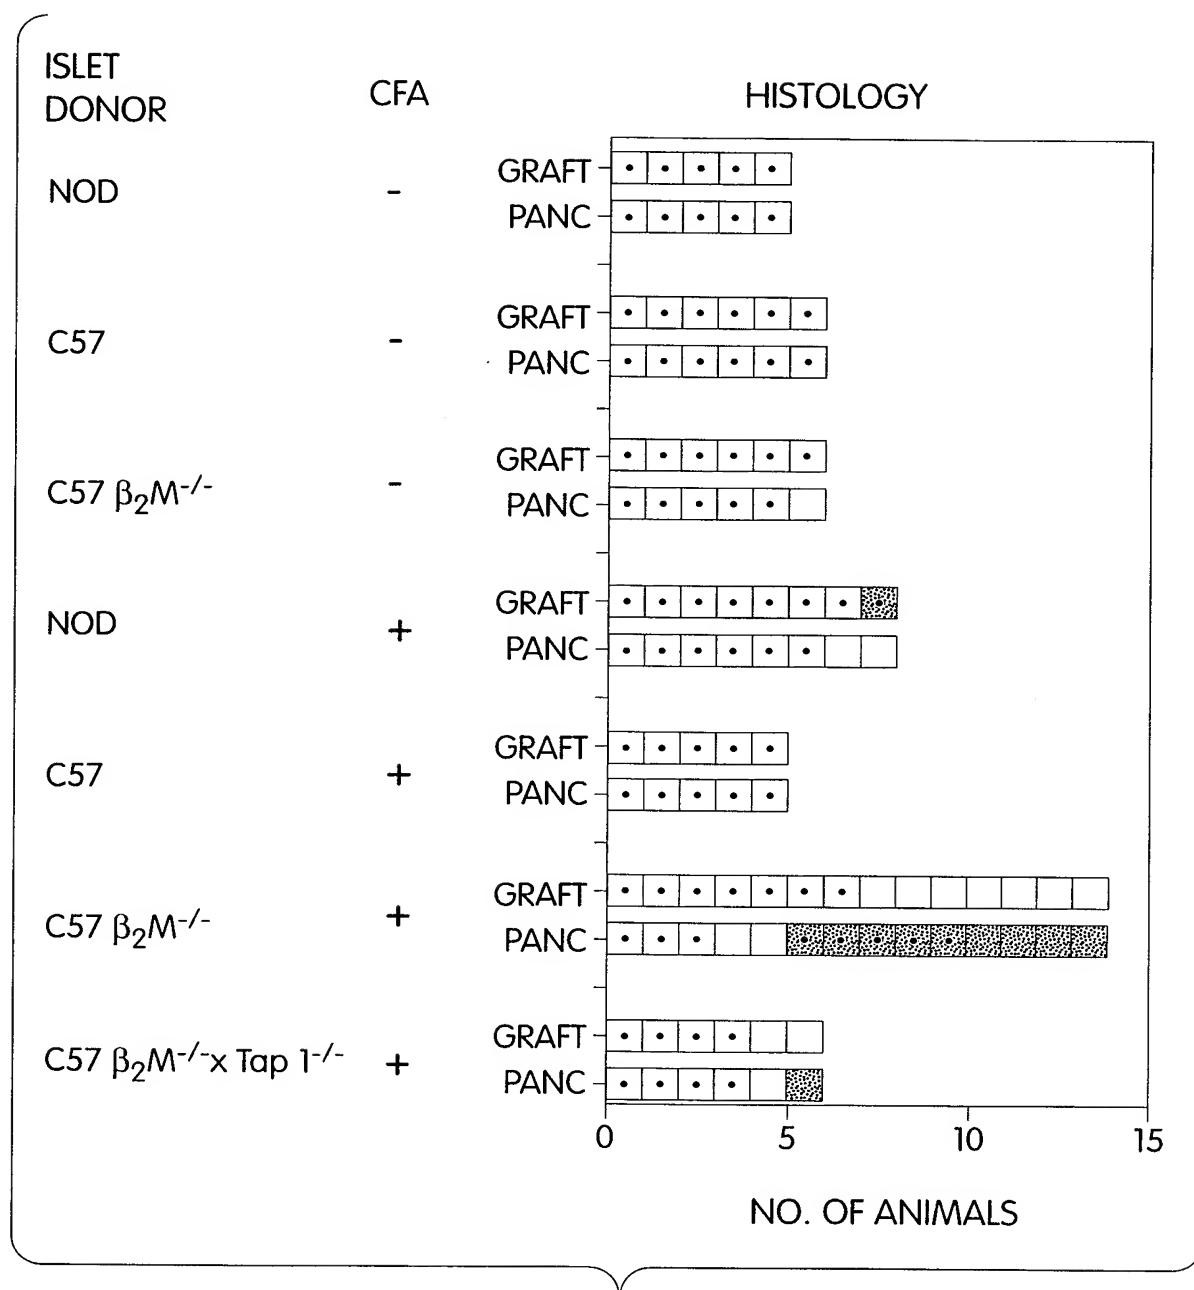 ISLET
DONOR
CFA
HISTOLOGY
NOD
-
GRAFT
PANC
C57
-
GRAFT
PANC
C57 β₂M⁻/⁻
-
GRAFT
PANC
NOD
+
GRAFT
PANC
C57
+
GRAFT
PANC
C57 β₂M⁻/⁻
+
GRAFT
PANC
C57 β₂M⁻/⁻x Tap 1⁻/⁻
+
GRAFT
PANC
0 5 10 15
NO. OF ANIMALS